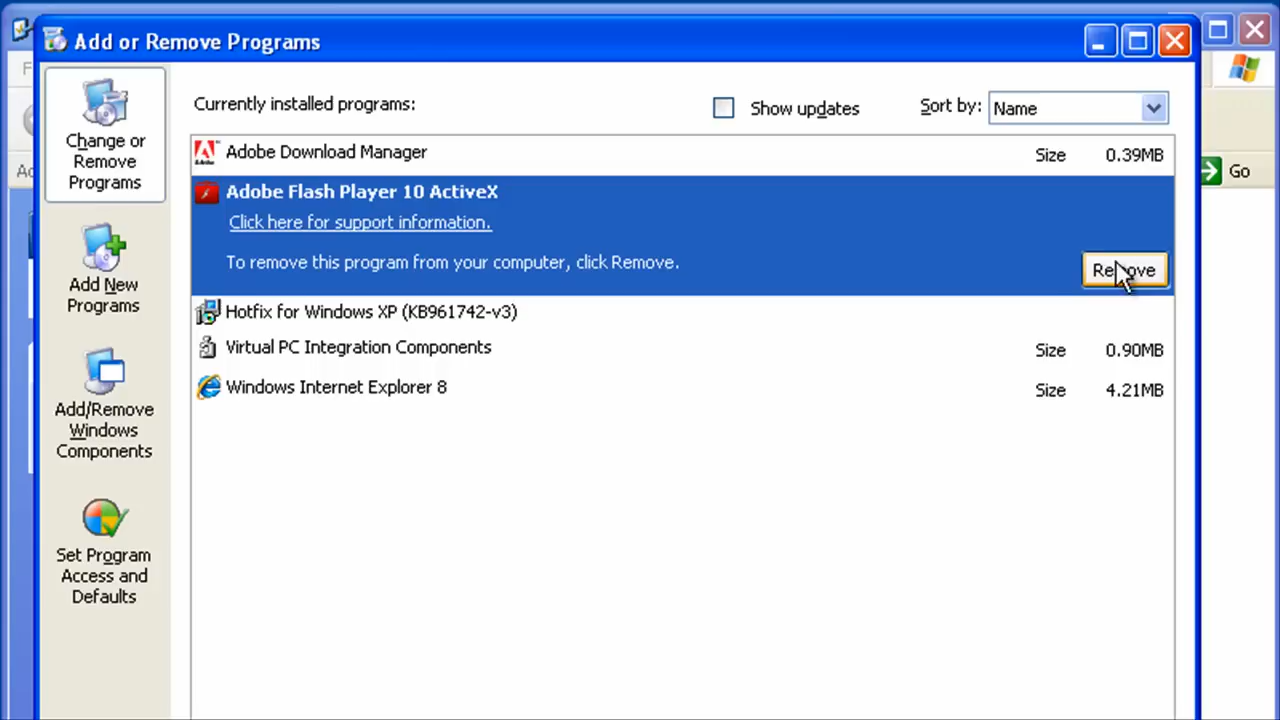 Add or Remove Programs
Change or
Remove
Programs
Currently installed programs:
Show updates
Sort by:
Name
Adobe Download Manager
Size
0.39MB
Adobe Flash Player 10 ActiveX
Click here for support information.
To remove this program from your computer, click Remove.
Remove
Hotfix for Windows XP (KB961742-v3)
Virtual PC Integration Components
Size
0.90MB
Windows Internet Explorer 8
Size
4.21MB
Add New
Programs
Add/Remove
Windows
Components
Set Program
Access and
Defaults
Go